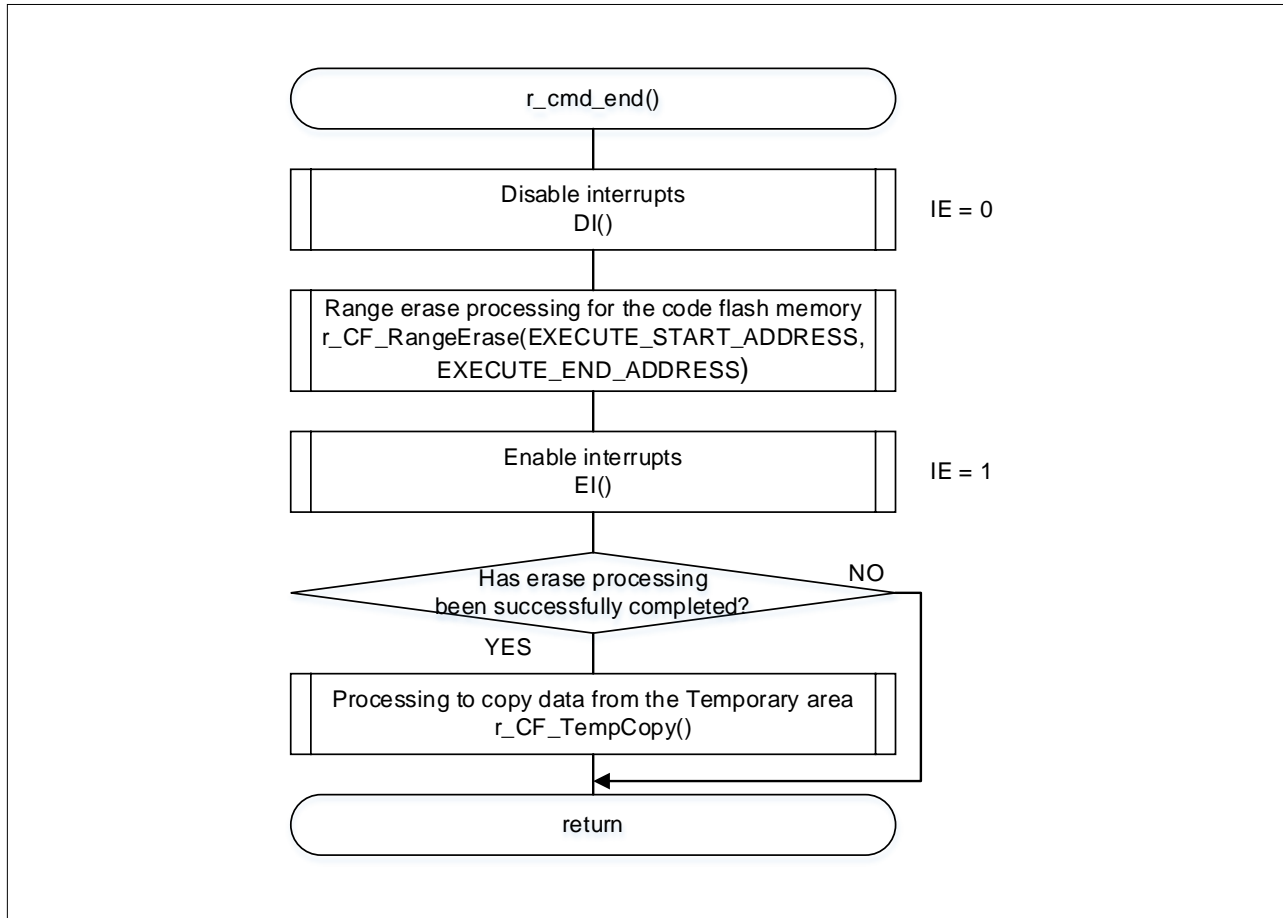 r_cmd_end()
Disable interrupts
DI()
IE = 0
Range erase processing for the code flash memory
r_CF_RangeErase(EXECUTE_START_ADDRESS,
EXECUTE_END_ADDRESS)
Enable interrupts
EI()
IE = 1
Has erase processing
been successfully completed?
NO
YES
Processing to copy data from the Temporary area
r_CF_TempCopy()
return